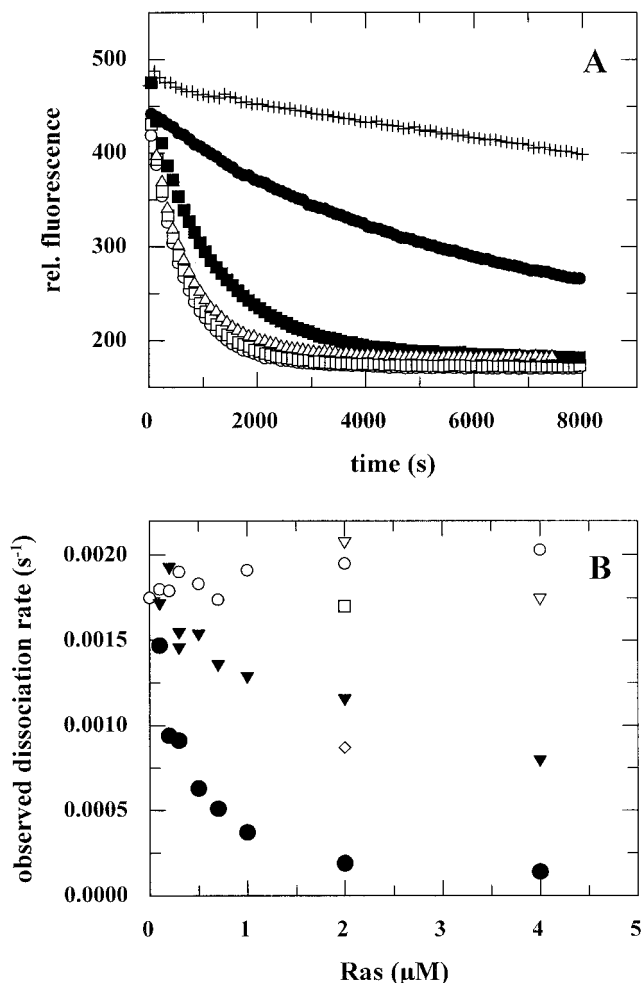 A
500
400
300
200
rel. fluorescence
0 2000 4000 6000 8000
time (s)
B
0.0020
0.0015
0.0010
0.0005
0.0000
observed dissociation rate (s⁻¹)
0 1 2 3 4 5
Ras (μM)